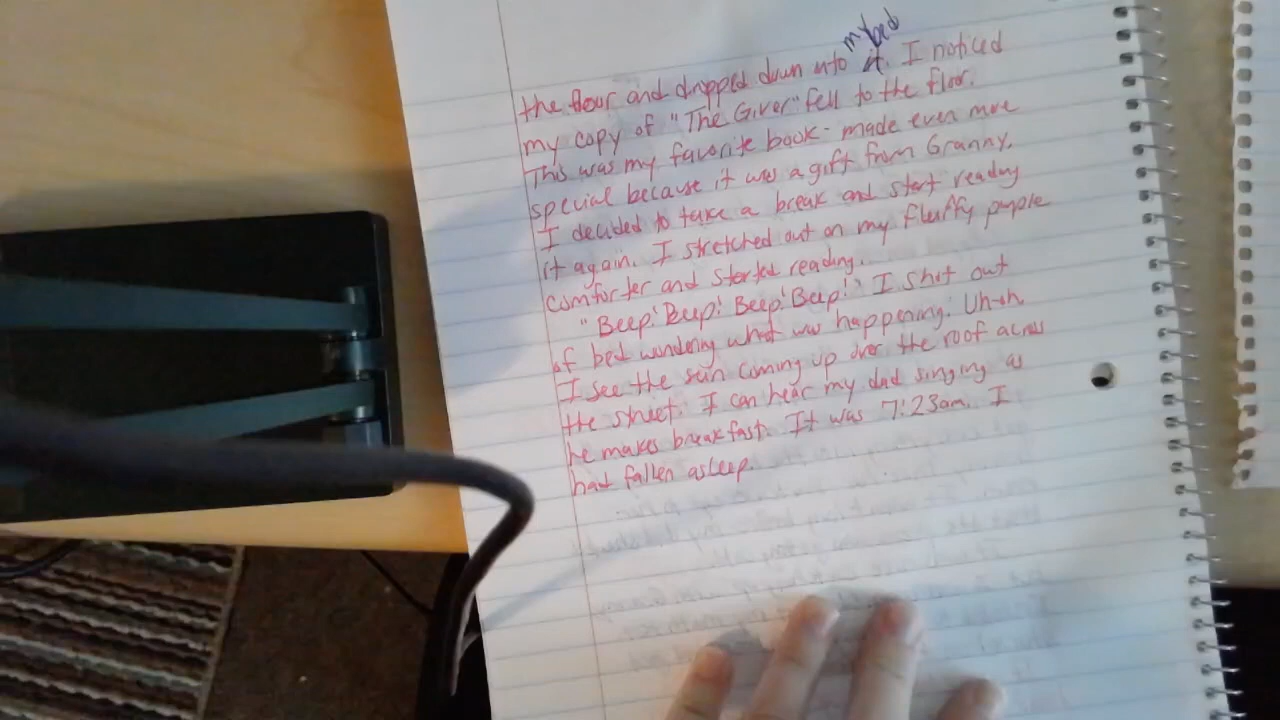 my bed
the floor and dropped down into it. I noticed
my copy of "The Giver" fell to the floor.
This was my favorite book - made even more
special because it was a gift from Granny.
I decided to take a break and start reading
it again. I stretched out on my fluffy purple
comforter and started reading.
"Beep! Beep! Beep! Beep!" I shot out
of bed wondering what was happening. Uh-oh.
I see the sun coming up over the roof across
the street. I can hear my dad singing as
he makes breakfast. It was 7:23am. I
had fallen asleep.